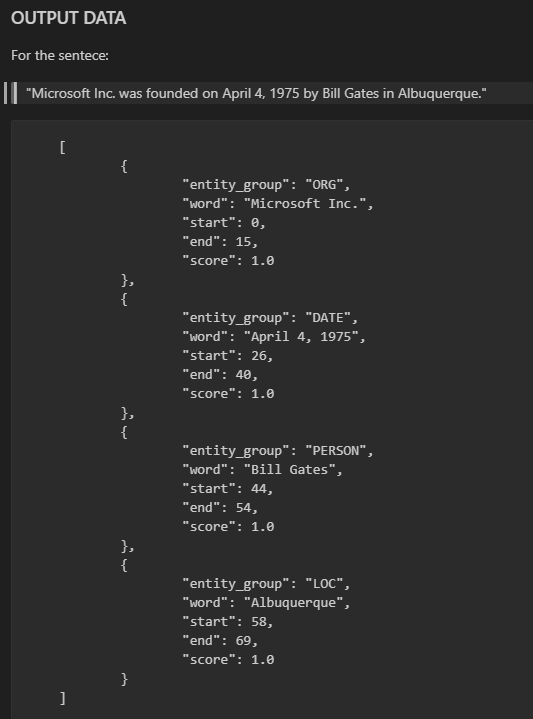 OUTPUT DATA
For the sentece:
"Microsoft Inc. was founded on April 4, 1975 by Bill Gates in Albuquerque."
[
{
"entity_group": "ORG",
"word": "Microsoft Inc.",
"start": 0,
"end": 15,
"score": 1.0
},
{
"entity_group": "DATE",
"word": "April 4, 1975",
"start": 26,
"end": 40,
"score": 1.0
},
{
"entity_group": "PERSON",
"word": "Bill Gates",
"start": 44,
"end": 54,
"score": 1.0
},
{
"entity_group": "LOC",
"word": "Albuquerque",
"start": 58,
"end": 69,
"score": 1.0
}
]